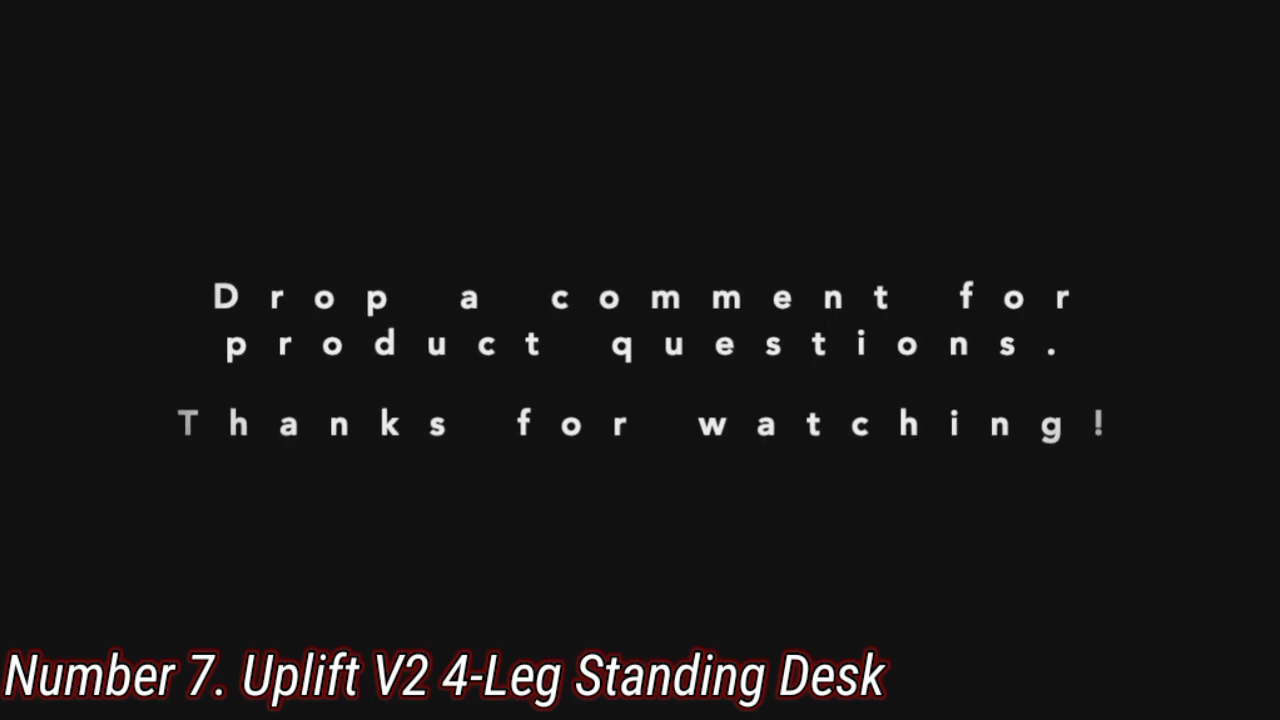 Drop a comment for
product questions.
Thanks for watching!
Number 7. Uplift V2 4-Leg Standing Desk